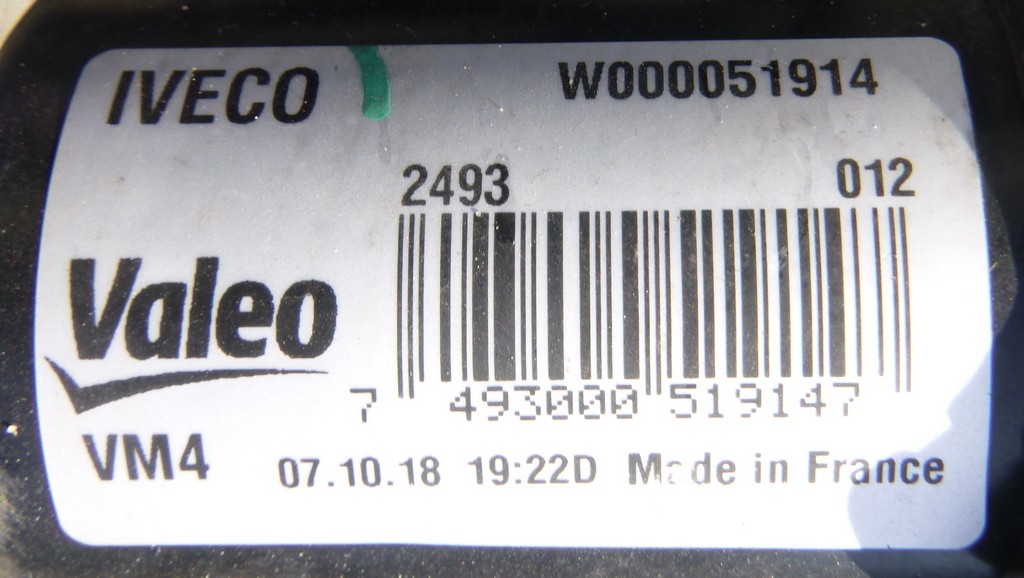 IVECO W000051914
2493 012
Valeo
7 493000 519147
VM4 07.10.18 19:22D Made in France